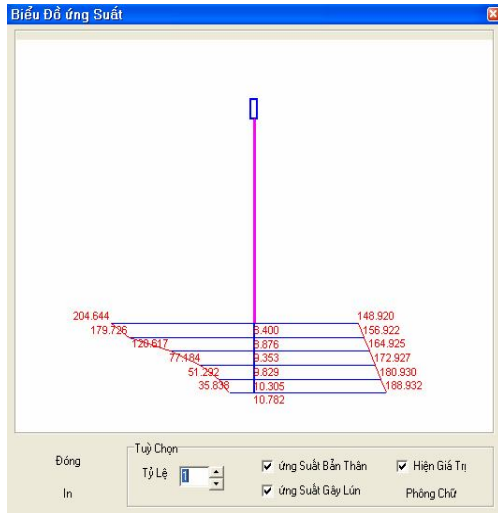 Biểu Đồ ứng Suất
204.644 148.920
179.726 8.400 156.922
120.617 8.876 164.925
77.184 9.353 172.927
51.292 9.829 180.930
35.838 10.305 188.932
10.782
Tuỳ Chọn
Đóng Tỷ Lệ 1 ứng Suất Bản Thân Hiện Giá Trị
In ứng Suất Gây Lún Phông Chữ